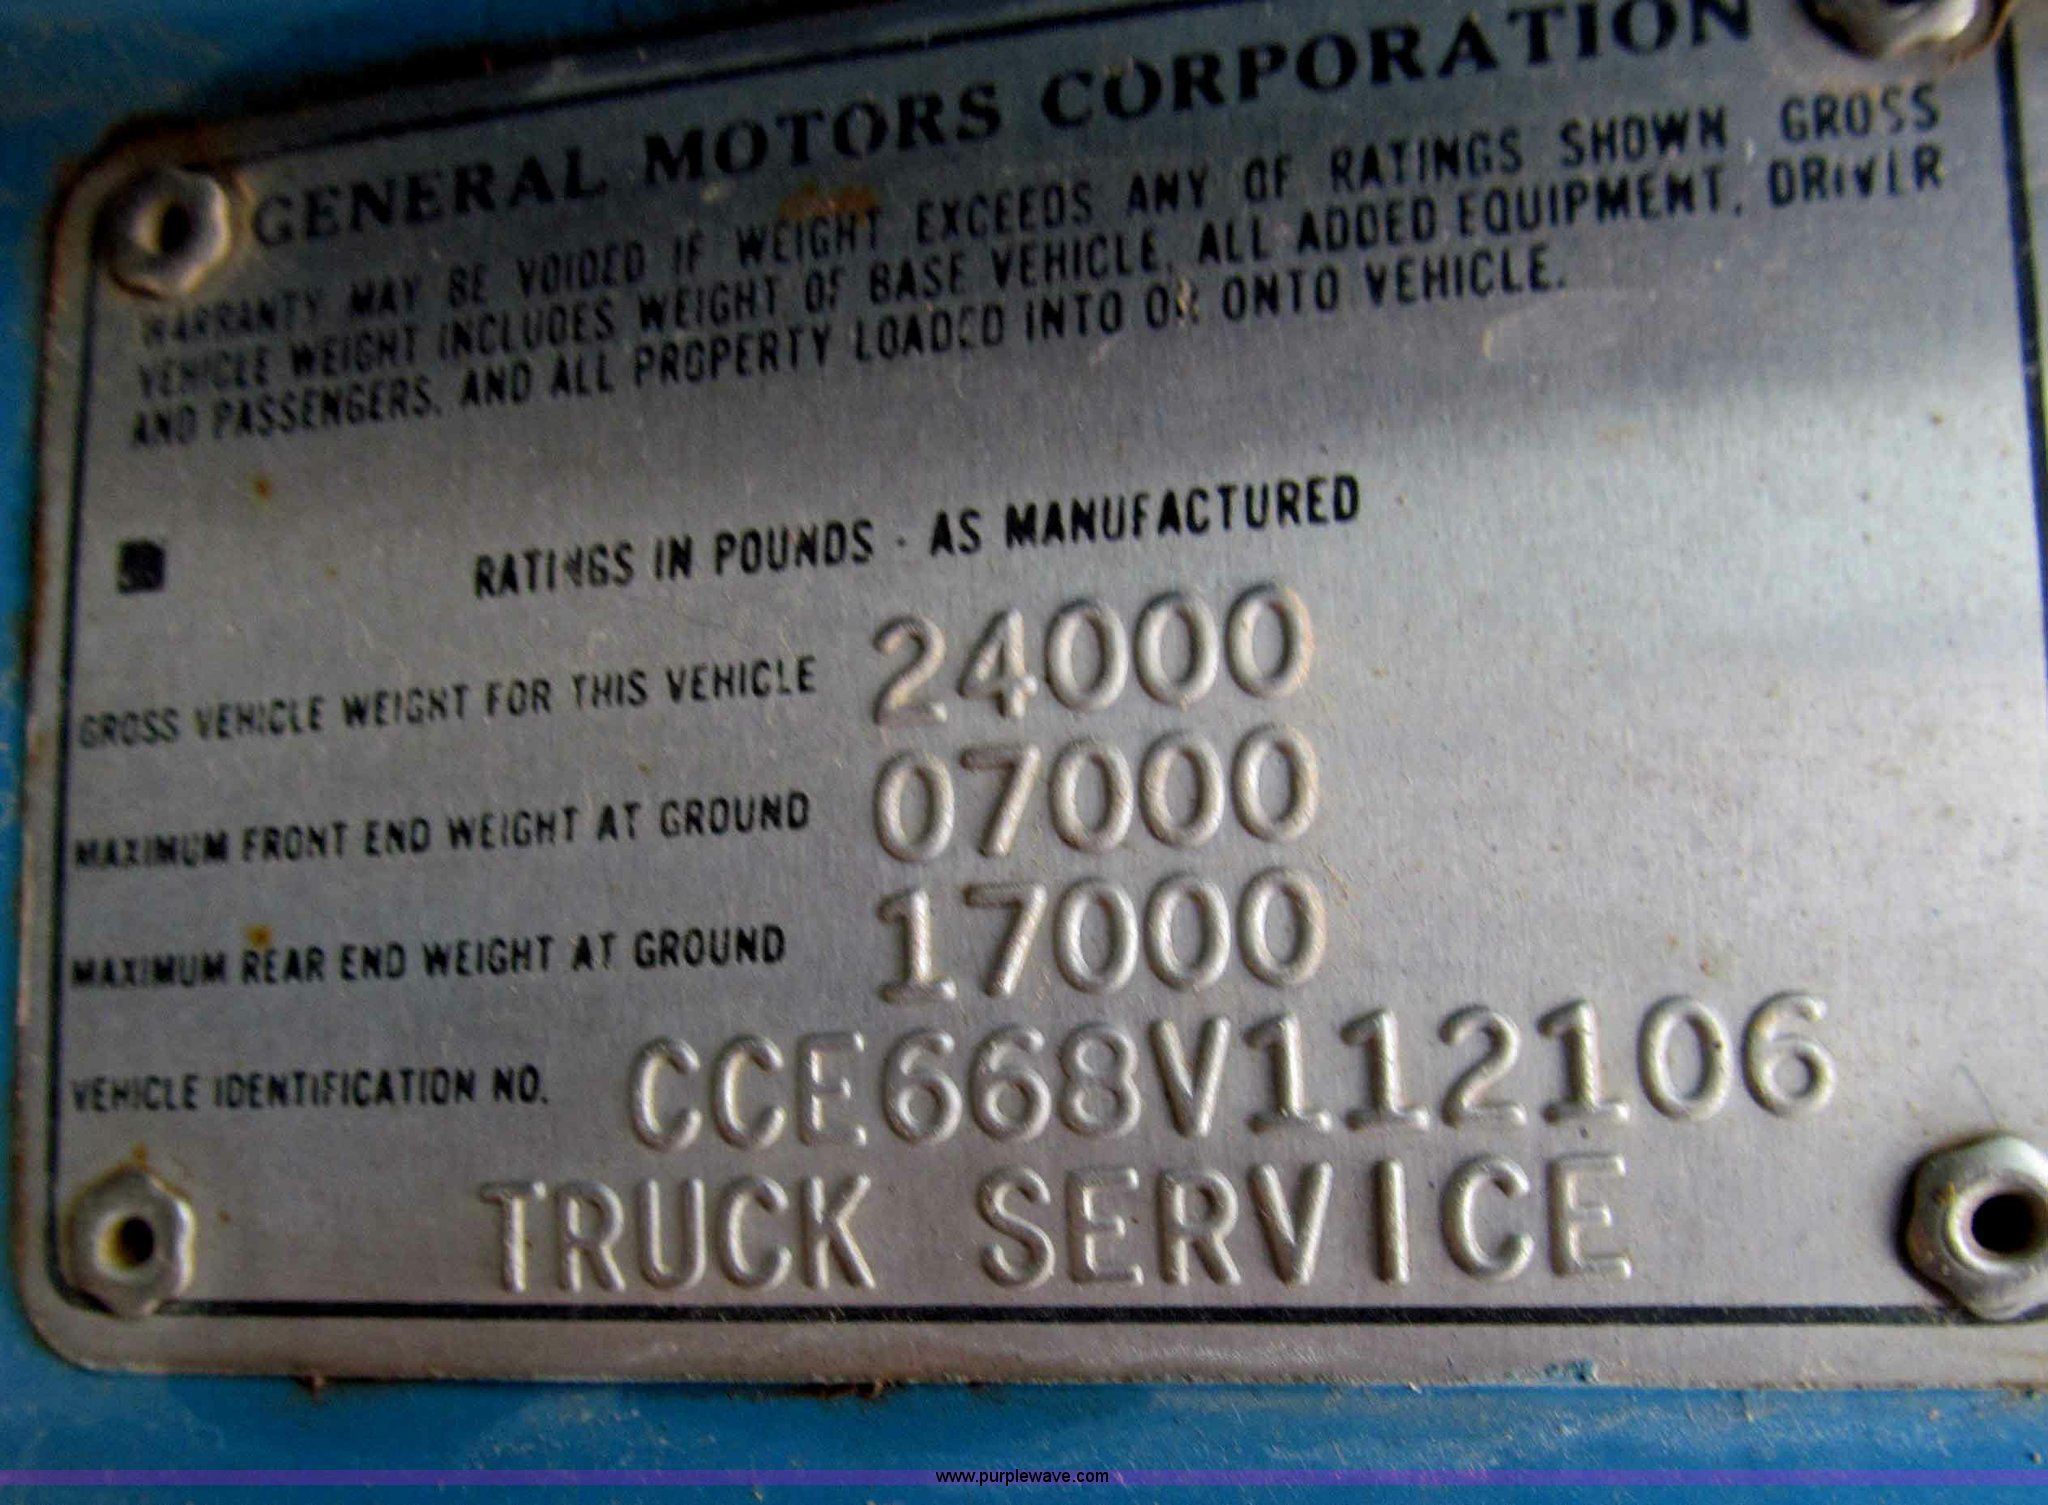 GENERAL MOTORS CORPORATION
WARRANTY MAY BE VOIDED IF WEIGHT EXCEEDS ANY OF RATINGS SHOWN GROSS
VEHICLE WEIGHT INCLUDES WEIGHT OF BASE VEHICLE, ALL ADDED EQUIPMENT, DRIVER
AND PASSENGERS, AND ALL PROPERTY LOADED INTO OR ONTO VEHICLE.
RATINGS IN POUNDS - AS MANUFACTURED
GROSS VEHICLE WEIGHT FOR THIS VEHICLE 24000
MAXIMUM FRONT END WEIGHT AT GROUND 07000
MAXIMUM REAR END WEIGHT AT GROUND 17000
VEHICLE IDENTIFICATION NO. CCE668V112106
TRUCK SERVICE
www.purplewave.com